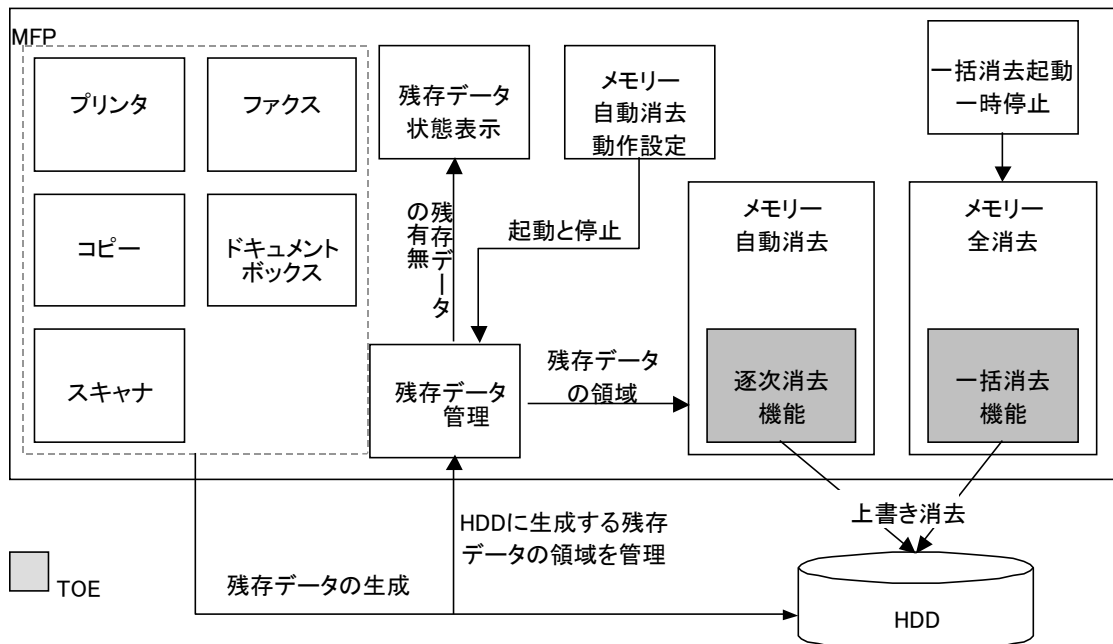 MFP
プリンタ
ファクス
コピー
ドキュメント
ボックス
スキャナ
残存データ
状態表示
メモリー
自動消去
動作設定
一括消去起動
一時停止
残存データ
の有無
起動と停止
メモリー
自動消去
メモリー
全消去
残存データ
管理
残存データ
の領域
逐次消去
機能
一括消去
機能
上書き消去
HDDに生成する残存
データの領域を管理
残存データの生成
TOE
HDD